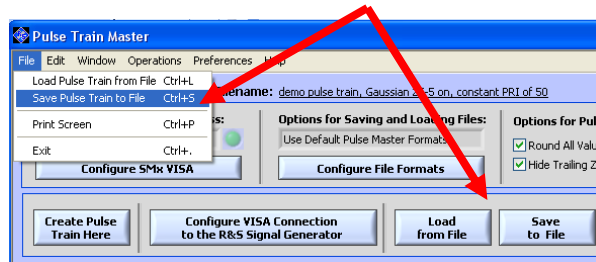 Pulse Train Master
File Edit Window Operations Preferences
Load Pulse Train from File Ctrl+L
Save Pulse Train to File Ctrl+S
Print Screen Ctrl+P
Exit Ctrl+.
ename: demo pulse train, Gaussian on, constant PRI of 50
ss:
Configure SMx VISA
Options for Saving and Loading Files:
Use Default Pulse Master Formats
Configure File Formats
Options for Pul
Round All Valu
Hide Trailing Z
Create Pulse
Train Here
Configure VISA Connection
to the R&S Signal Generator
Load
from File
Save
to File